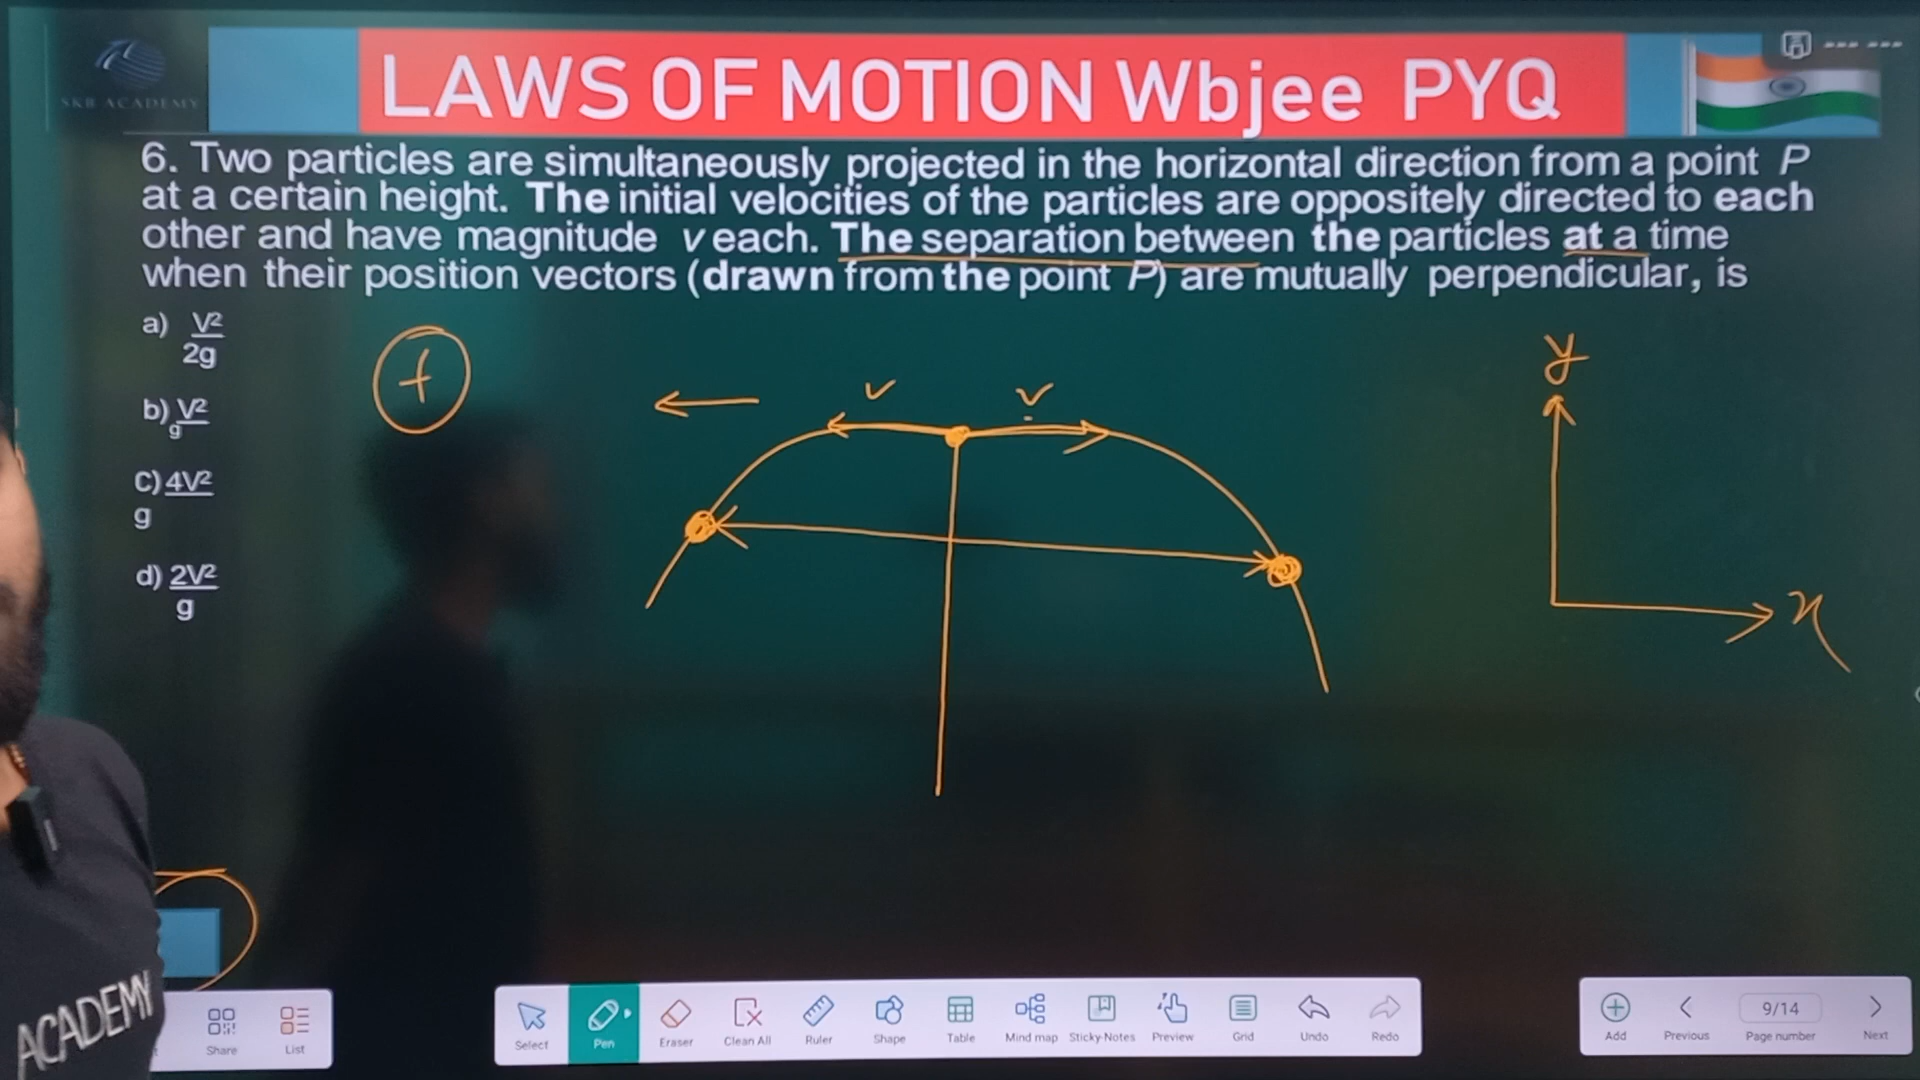 SKB ACADEMY
LAWS OF MOTION Wbjee PYQ
6. Two particles are simultaneously projected in the horizontal direction from a point P
at a certain height. The initial velocities of the particles are oppositely directed to each
other and have magnitude v each. The separation between the particles at a time
when their position vectors (drawn from the point P) are mutually perpendicular, is
a) V²
2g
b) V²
g
C) 4V²
g
d) 2V²
g
t
v
v
y
x
ACADEMY
Share
List
Select
Pen
Eraser
Clean All
Ruler
Shape
Table
Mind map
Sticky Notes
Preview
Grid
Undo
Redo
Add
Previous
9/14
Page number
Next